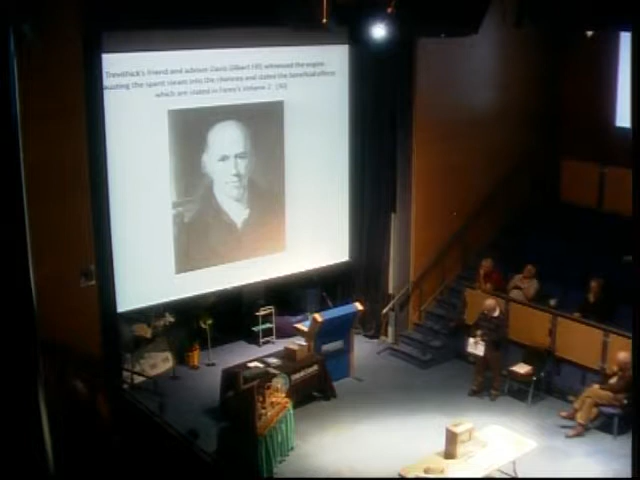 Trevithick's friend and advisor Davis Gilbert FRS witnessed the engine
the spent steam into the chimney and stated the beneficial effects
which are stated in Farey's Volume 2